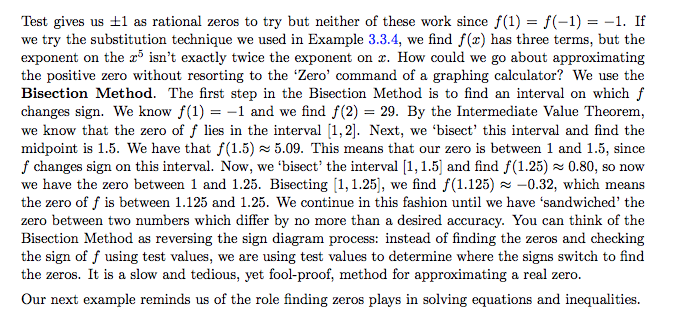 Test gives us ±1 as rational zeros to try but neither of these work since f(1) = f(−1) = −1. If
we try the substitution technique we used in Example 3.3.4, we find f(x) has three terms, but the
exponent on the x⁵ isn't exactly twice the exponent on x. How could we go about approximating
the positive zero without resorting to the 'Zero' command of a graphing calculator? We use the
Bisection Method. The first step in the Bisection Method is to find an interval on which f
changes sign. We know f(1) = −1 and we find f(2) = 29. By the Intermediate Value Theorem,
we know that the zero of f lies in the interval [1, 2]. Next, we 'bisect' this interval and find the
midpoint is 1.5. We have that f(1.5) ≈ 5.09. This means that our zero is between 1 and 1.5, since
f changes sign on this interval. Now, we 'bisect' the interval [1, 1.5] and find f(1.25) ≈ 0.80, so now
we have the zero between 1 and 1.25. Bisecting [1, 1.25], we find f(1.125) ≈ −0.32, which means
the zero of f is between 1.125 and 1.25. We continue in this fashion until we have 'sandwiched' the
zero between two numbers which differ by no more than a desired accuracy. You can think of the
Bisection Method as reversing the sign diagram process: instead of finding the zeros and checking
the sign of f using test values, we are using test values to determine where the signs switch to find
the zeros. It is a slow and tedious, yet fool-proof, method for approximating a real zero.
Our next example reminds us of the role finding zeros plays in solving equations and inequalities.